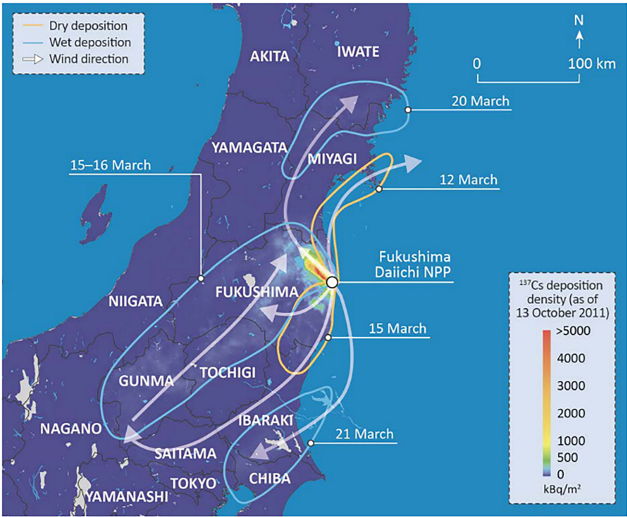 Dry deposition
Wet deposition
Wind direction
N
0
100 km
AKITA
IWATE
20 March
YAMAGATA
MIYAGI
15–16 March
12 March
Fukushima
Daiichi NPP
FUKUSHIMA
NIIGATA
15 March
GUNMA
TOCHIGI
NAGANO
IBARAKI
SAITAMA
21 March
TOKYO
CHIBA
YAMANASHI
¹³⁷Cs deposition
density (as of
13 October 2011)
>5000
4000
3000
2000
1000
500
0
kBq/m²